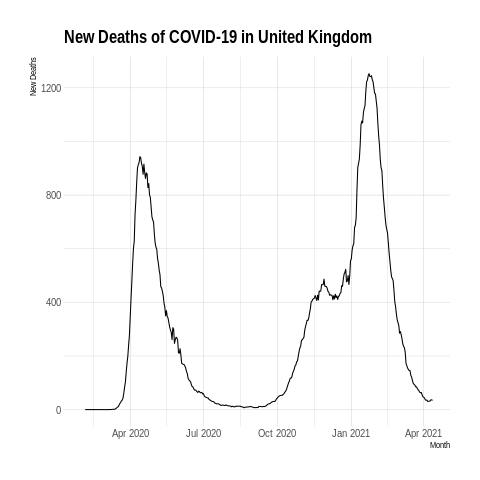 New Deaths of COVID-19 in United Kingdom
New Deaths
1200
800
400
0
Apr 2020 Jul 2020 Oct 2020 Jan 2021 Apr 2021
Month